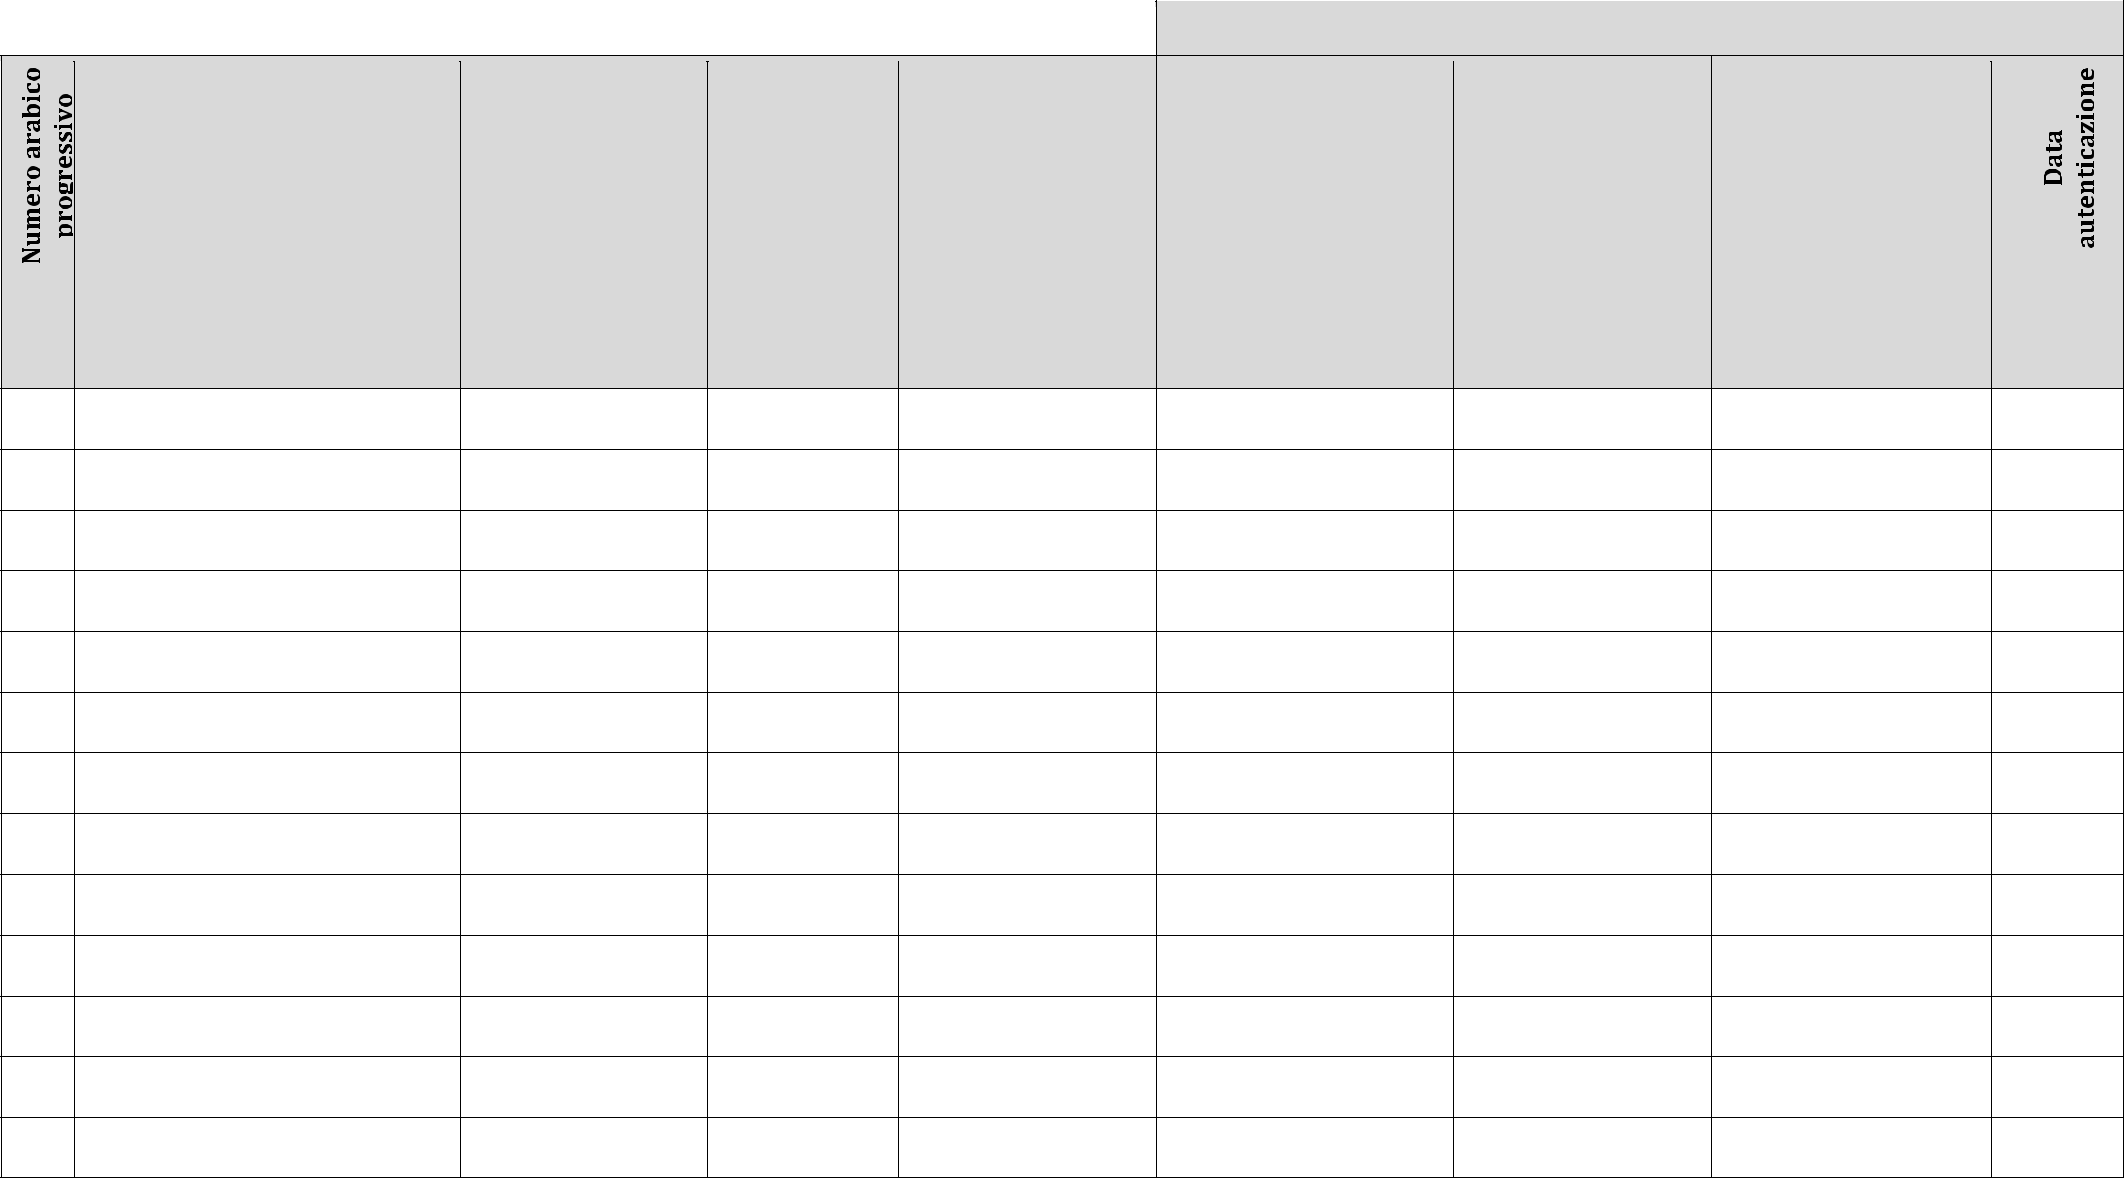 Numero arabico
progressivo
Data
autenticazione